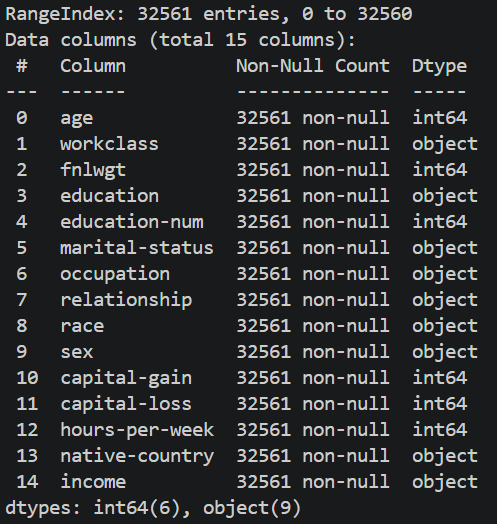 RangeIndex: 32561 entries, 0 to 32560
Data columns (total 15 columns):
 #   Column          Non-Null Count  Dtype
---  ------          --------------  -----
 0   age             32561 non-null  int64
 1   workclass       32561 non-null  object
 2   fnlwgt          32561 non-null  int64
 3   education       32561 non-null  object
 4   education-num   32561 non-null  int64
 5   marital-status  32561 non-null  object
 6   occupation      32561 non-null  object
 7   relationship    32561 non-null  object
 8   race            32561 non-null  object
 9   sex             32561 non-null  object
 10  capital-gain    32561 non-null  int64
 11  capital-loss    32561 non-null  int64
 12  hours-per-week  32561 non-null  int64
 13  native-country  32561 non-null  object
 14  income          32561 non-null  object
dtypes: int64(6), object(9)